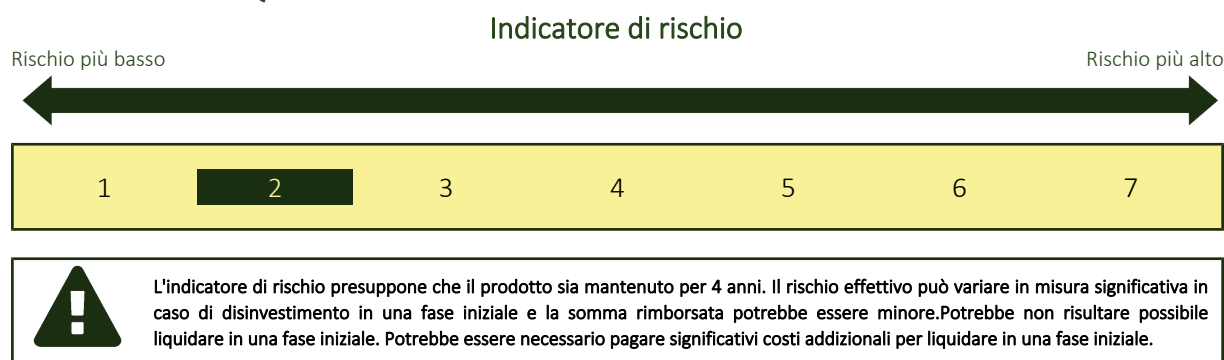 Indicatore di rischio
Rischio più basso
Rischio più alto
1 2 3 4 5 6 7
L'indicatore di rischio presuppone che il prodotto sia mantenuto per 4 anni. Il rischio effettivo può variare in misura significativa in
caso di disinvestimento in una fase iniziale e la somma rimborsata potrebbe essere minore.Potrebbe non risultare possibile
liquidare in una fase iniziale. Potrebbe essere necessario pagare significativi costi addizionali per liquidare in una fase iniziale.